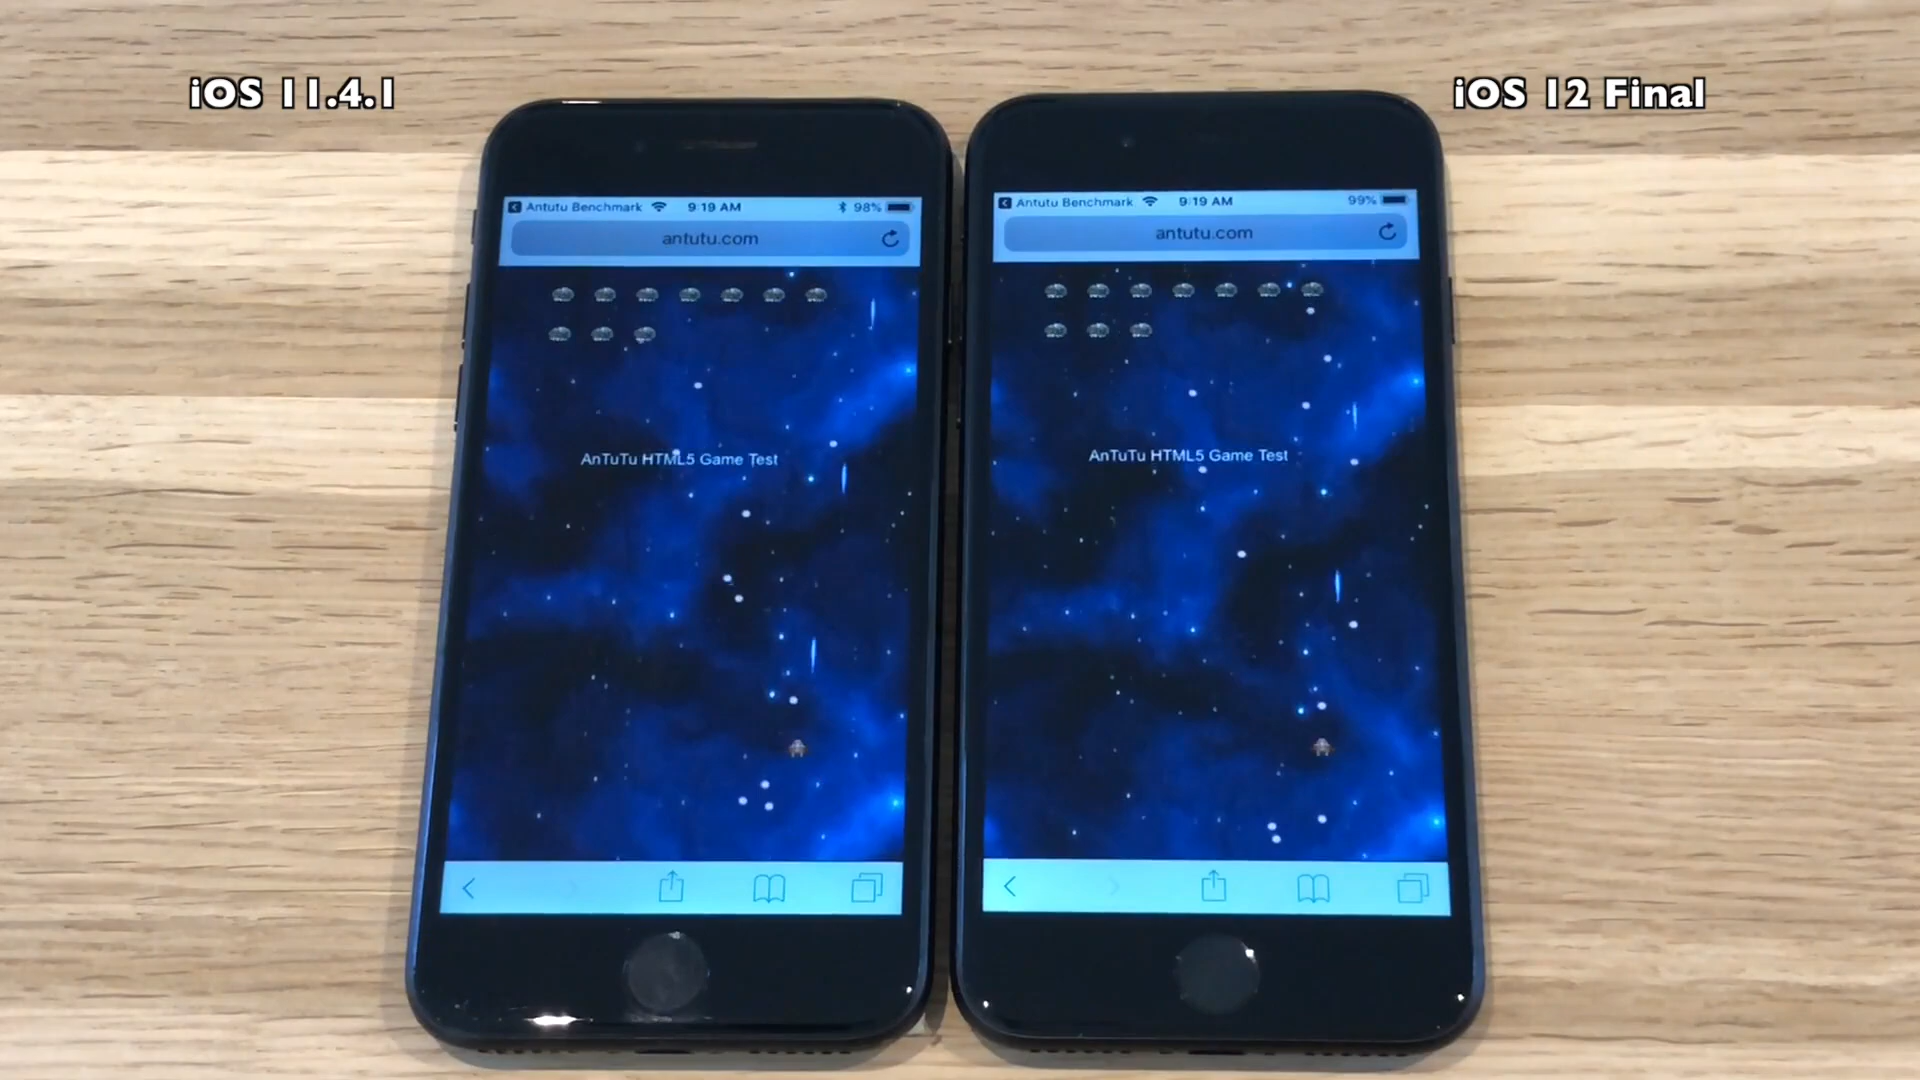 iOS 11.4.1
iOS 12 Final
Antutu Benchmark 9:19 AM 98%
antutu.com
AnTuTu HTML5 Game Test
Antutu Benchmark 9:19 AM 99%
antutu.com
AnTuTu HTML5 Game Test